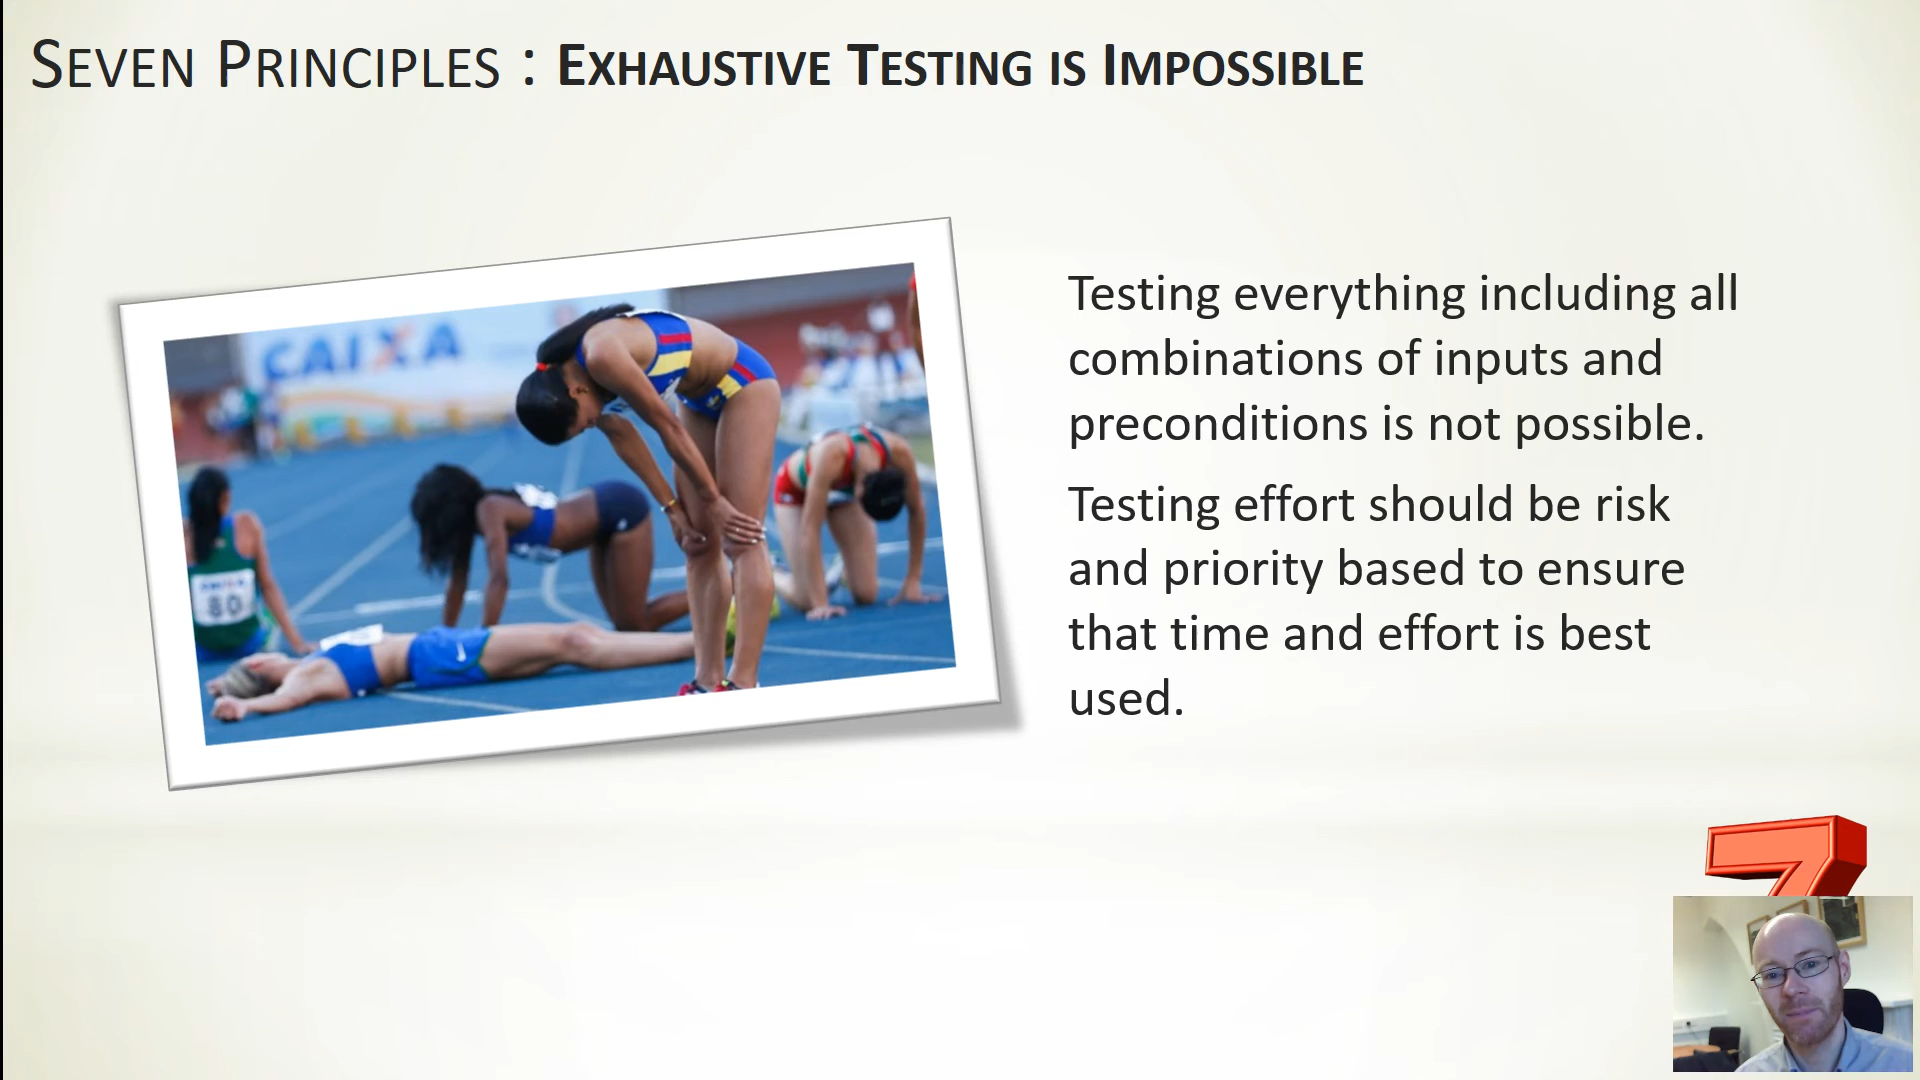 SEVEN PRINCIPLES : EXHAUSTIVE TESTING IS IMPOSSIBLE
CAIXA
80
Testing everything including all
combinations of inputs and
preconditions is not possible.
Testing effort should be risk
and priority based to ensure
that time and effort is best
used.
7